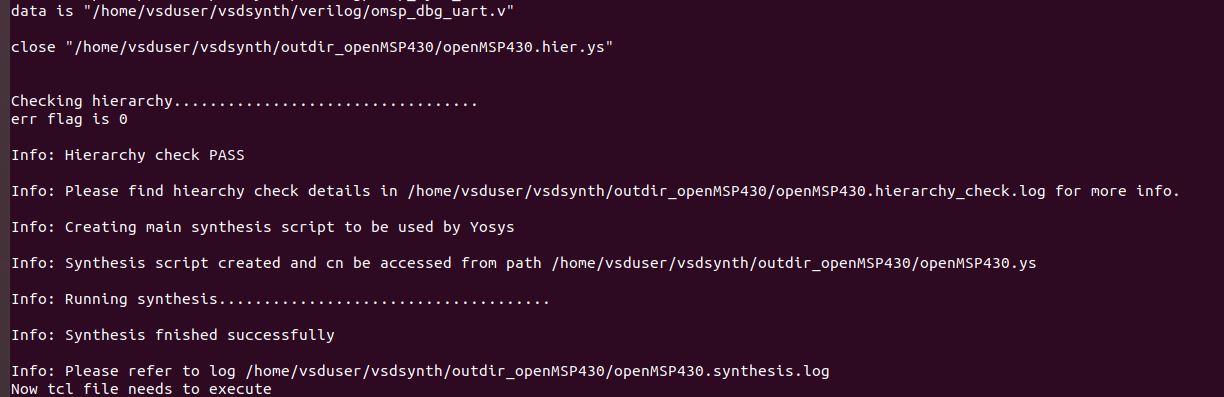 data is "/home/vsduser/vsdsynth/verilog/omsp_dbg_uart.v"
close "/home/vsduser/vsdsynth/outdir_openMSP430/openMSP430.hier.ys"
Checking hierarchy..................................
err flag is 0
Info: Hierarchy check PASS
Info: Please find hiearchy check details in /home/vsduser/vsdsynth/outdir_openMSP430/openMSP430.hierarchy_check.log for more info.
Info: Creating main synthesis script to be used by Yosys
Info: Synthesis script created and cn be accessed from path /home/vsduser/vsdsynth/outdir_openMSP430/openMSP430.ys
Info: Running synthesis.....................................
Info: Synthesis fnished successfully
Info: Please refer to log /home/vsduser/vsdsynth/outdir_openMSP430/openMSP430.synthesis.log
Now tcl file needs to execute